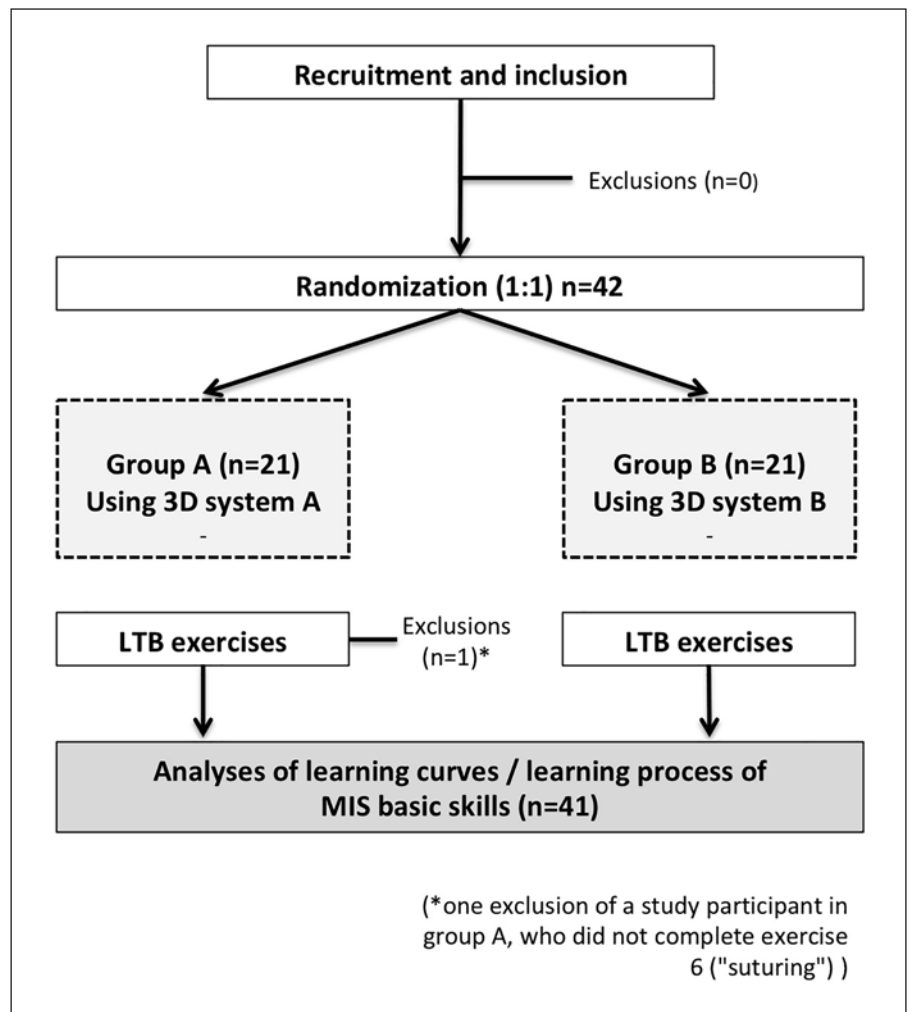 Recruitment and inclusion
Exclusions (n=0)
Randomization (1:1) n=42
Group A (n=21)
Using 3D system A
-
Group B (n=21)
Using 3D system B
-
LTB exercises
Exclusions
(n=1)*
LTB exercises
Analyses of learning curves / learning process of
MIS basic skills (n=41)
(*one exclusion of a study participant in
group A, who did not complete exercise
6 ("suturing") )